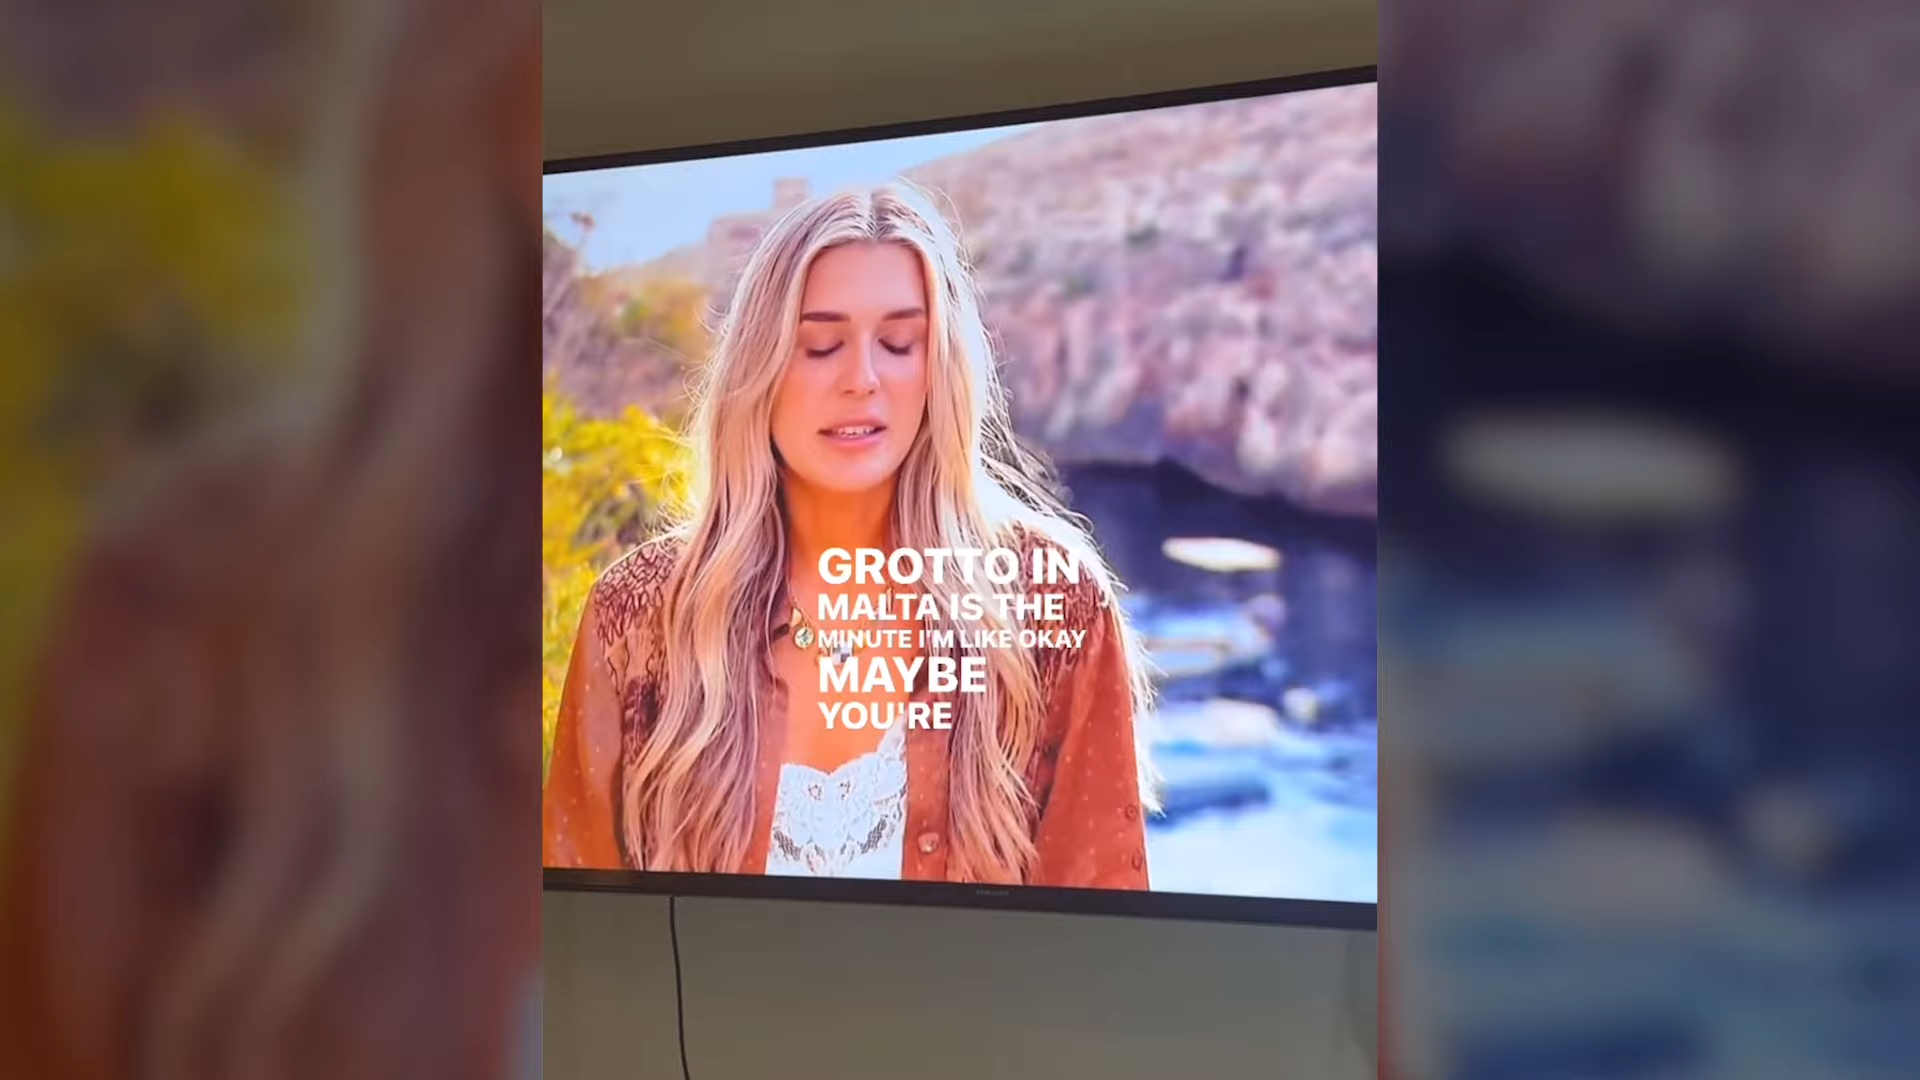 GROTTO IN
MALTA IS THE
MINUTE I'M LIKE OKAY
MAYBE
YOU'RE